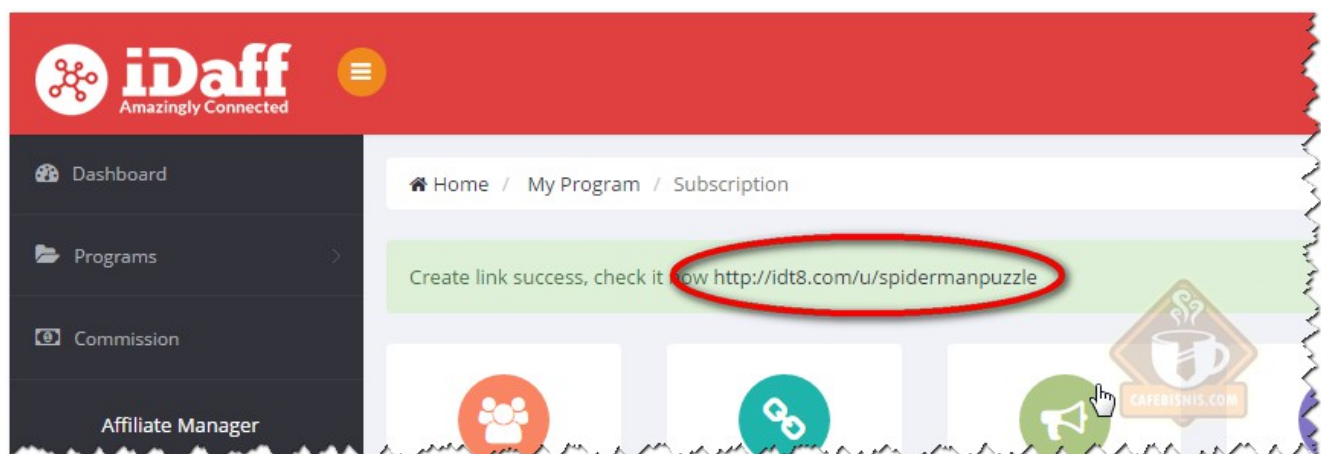 iDaff
Amazingly Connected
Dashboard
Home / My Program / Subscription
Programs
Create link success, check it now http://idt8.com/u/spidermanpuzzle
Commission
Affiliate Manager
CAFEBISNIS.COM